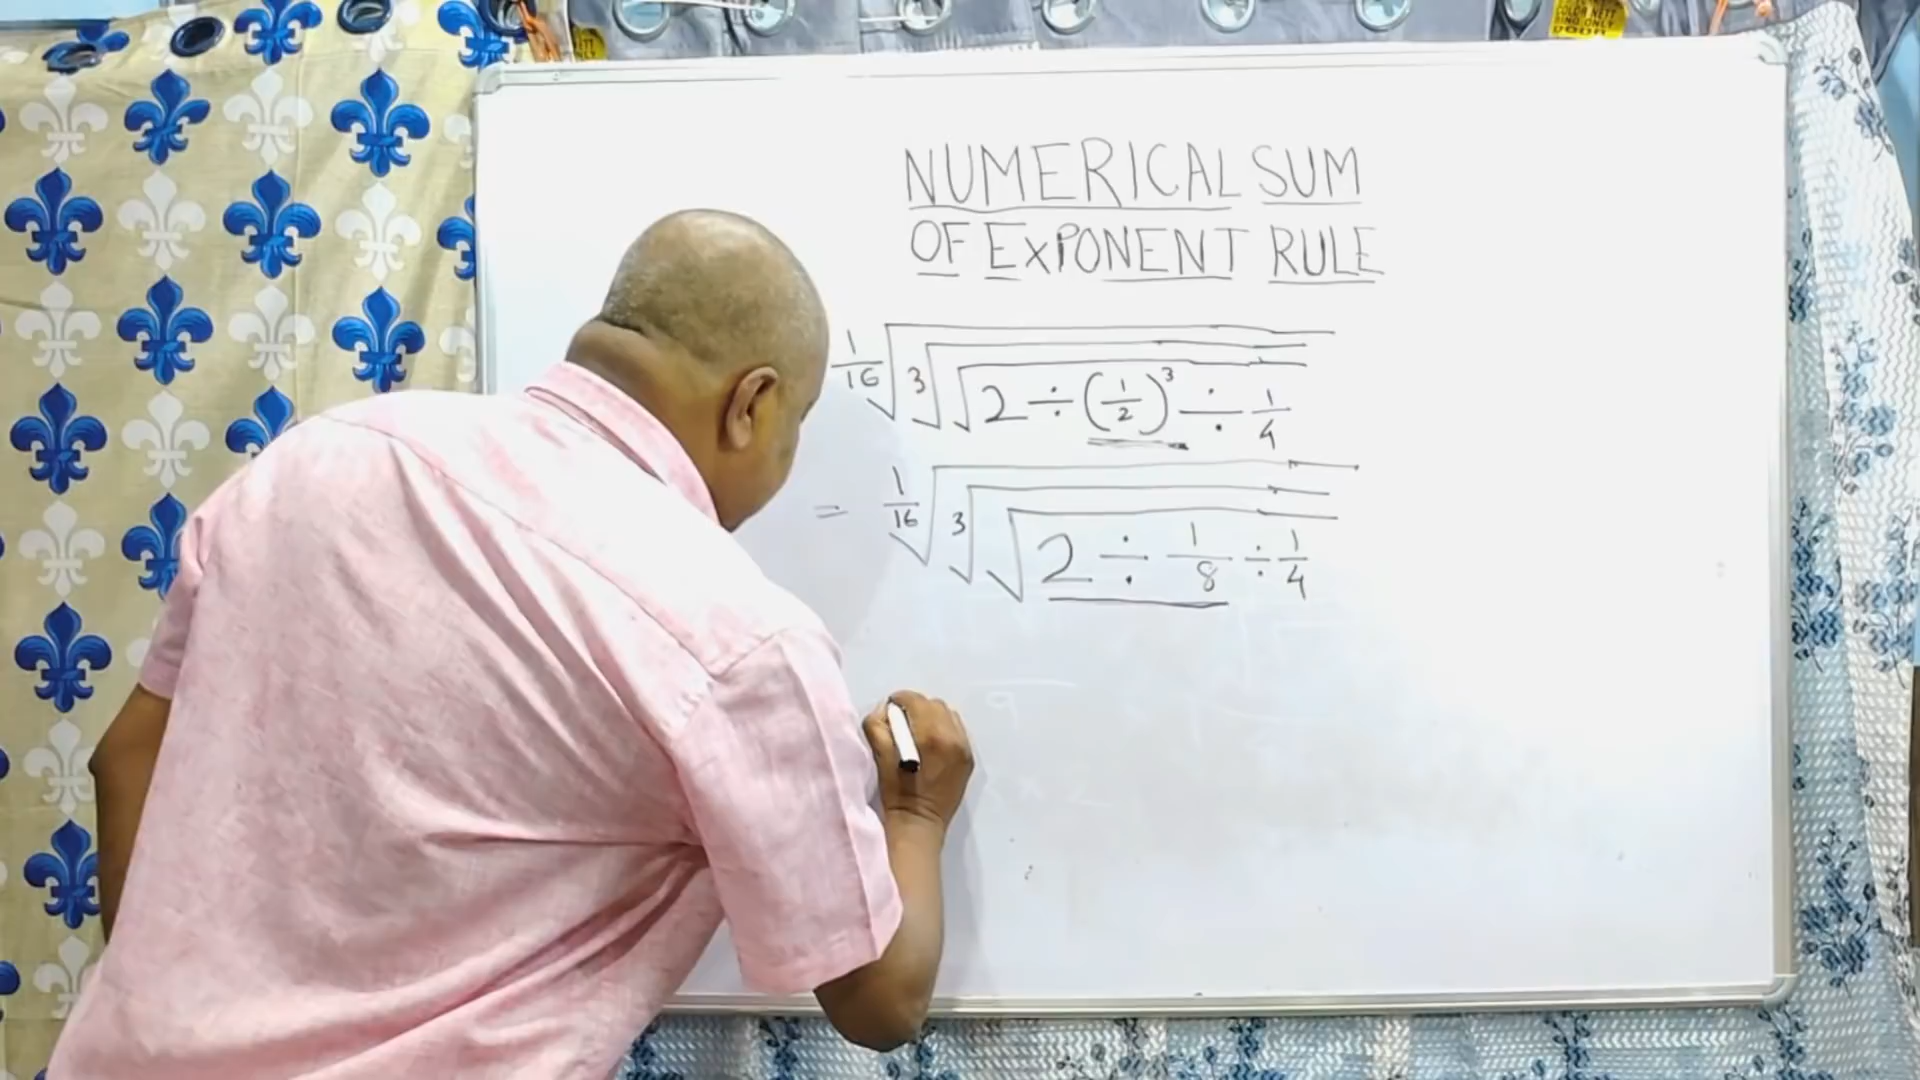 NUMERICAL SUM
OF EXPONENT RULE
1/16 √ 3 √ √ 2 ÷ (1/2)³ ÷ 1/4
= 1/16 √ 3 √ √ 2 ÷ 1/8 ÷ 1/4